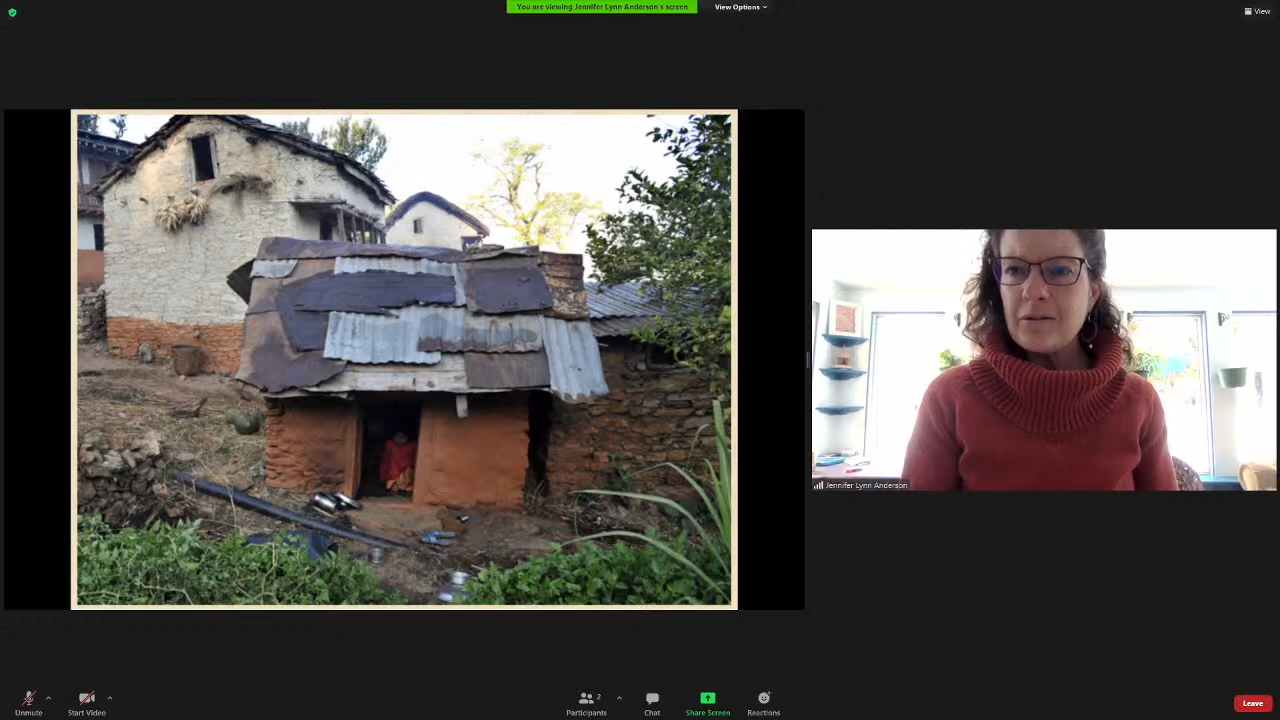 You are viewing Jennifer Lynn Anderson's screen
View Options
View
Jennifer Lynn Anderson
Unmute
Start Video
2
Participants
Chat
Share Screen
Reactions
Leave